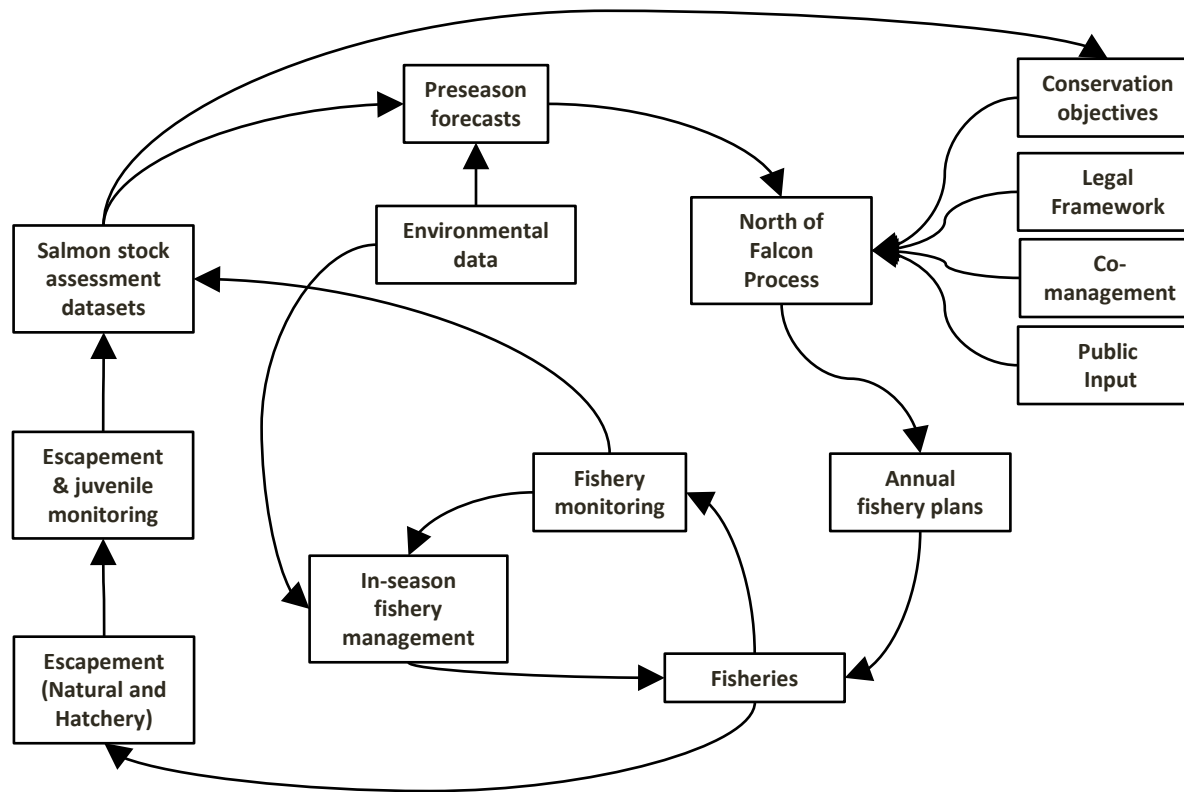 Preseason
forecasts
Conservation
objectives
Legal
Framework
Environmental
data
North of
Falcon
Process
Salmon stock
assessment
datasets
Co-
management
Public
Input
Escapement
& juvenile
monitoring
Fishery
monitoring
Annual
fishery plans
In-season
fishery
management
Escapement
(Natural and
Hatchery)
Fisheries